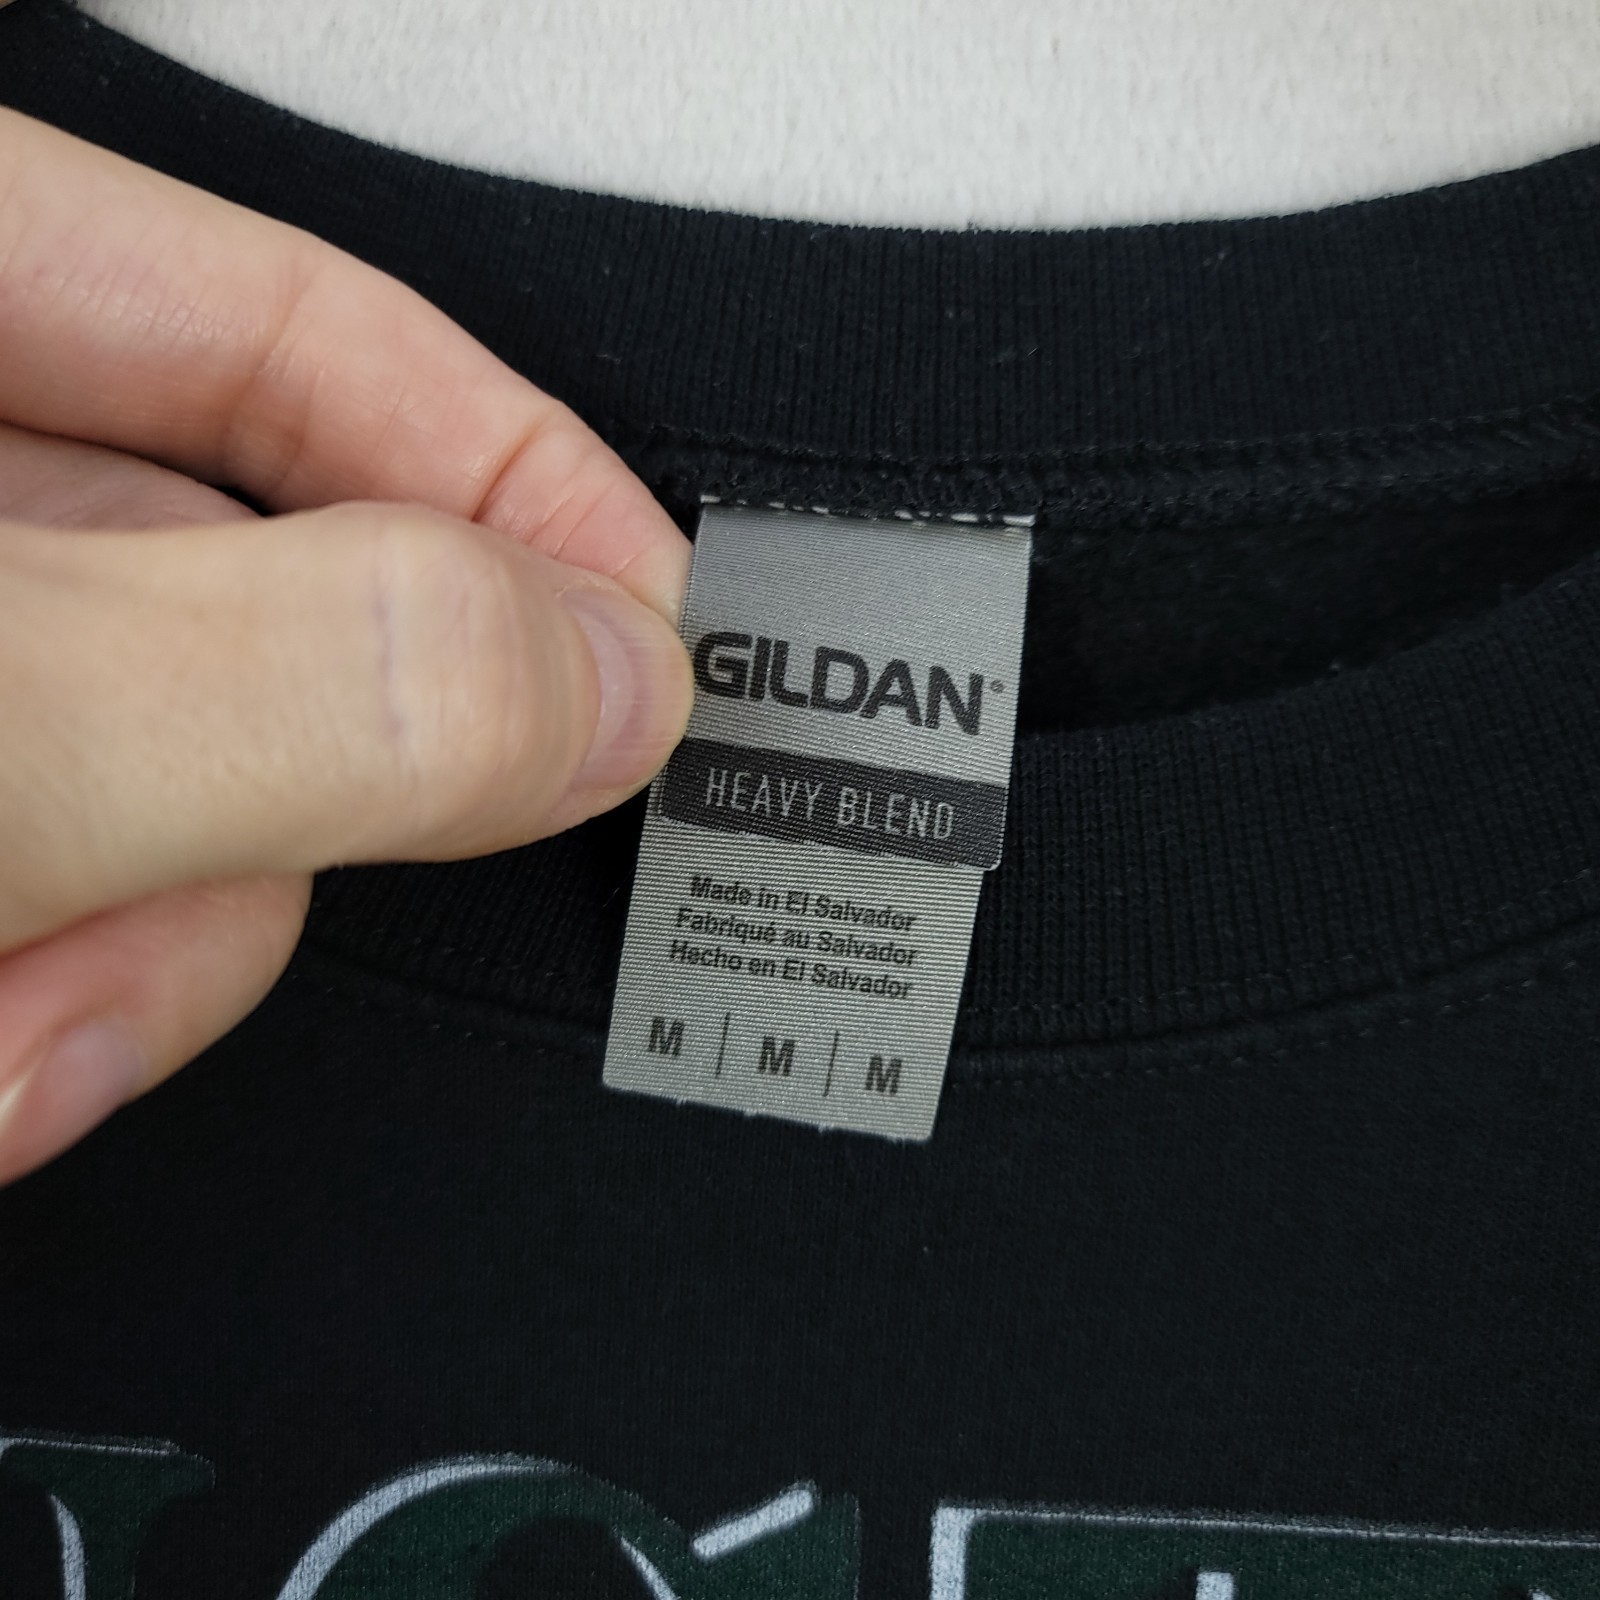 GILDAN
HEAVY BLEND
Made in El Salvador
Fabriqué au Salvador
Hecho en El Salvador
M | M | M